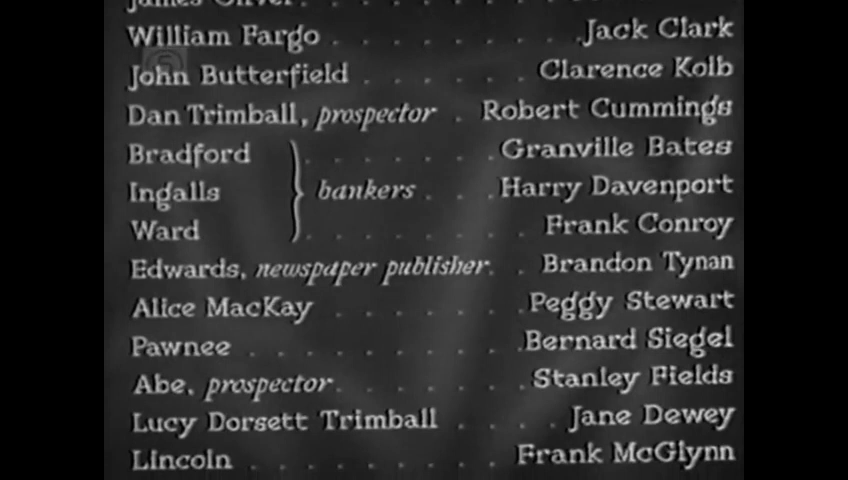 James Oliver
William Fargo . . . . . . . . . Jack Clark
John Butterfield . . . . . . Clarence Kolb
Dan Trimball, prospector . Robert Cummings
Bradford . . . . . . . Granville Bates
Ingalls bankers . . . Harry Davenport
Ward . . . . . . . . Frank Conroy
Edwards, newspaper publisher. . Brandon Tynan
Alice MacKay . . . . . . . Peggy Stewart
Pawnee . . . . . . . . . . Bernard Siegel
Abe, prospector. . . . . . . Stanley Fields
Lucy Dorsett Trimball . . . . Jane Dewey
Lincoln . . . . . . . . . Frank McGlynn